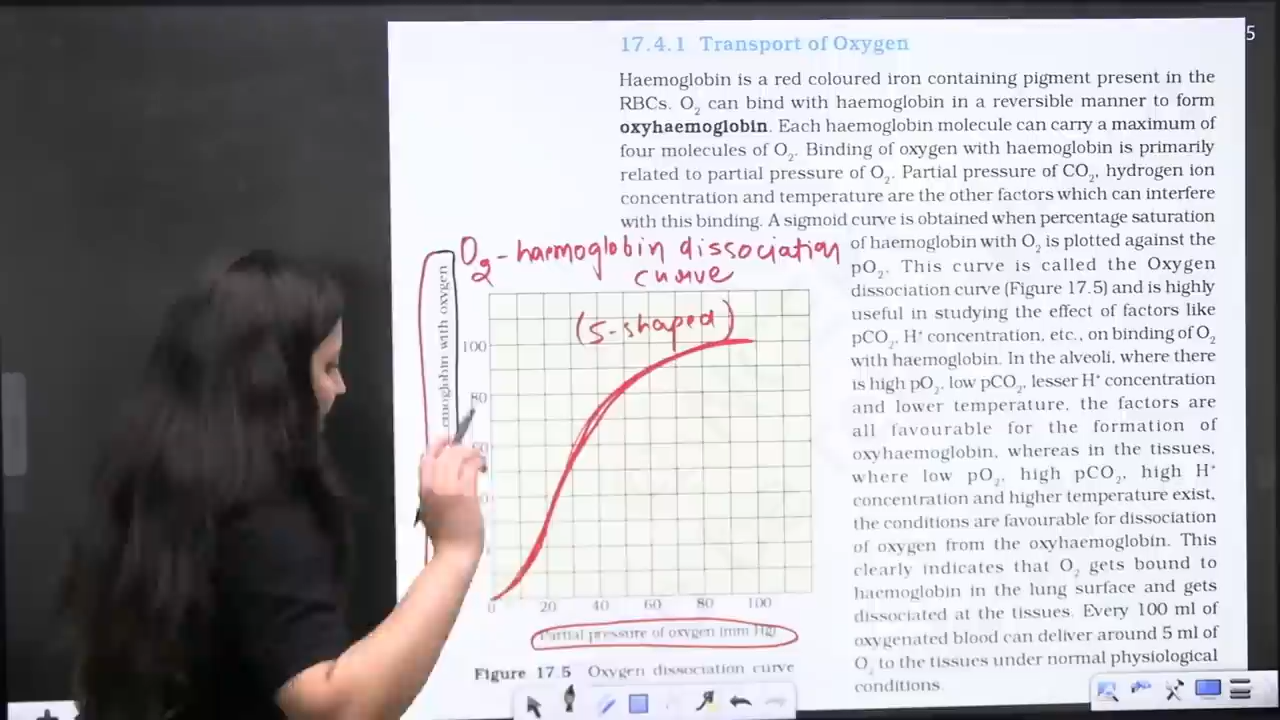 5
17.4.1 Transport of Oxygen
Haemoglobin is a red coloured iron containing pigment present in the
RBCs. O2 can bind with haemoglobin in a reversible manner to form
oxyhaemoglobin. Each haemoglobin molecule can carry a maximum of
four molecules of O2. Binding of oxygen with haemoglobin is primarily
related to partial pressure of O2. Partial pressure of CO2, hydrogen ion
concentration and temperature are the other factors which can interfere
with this binding. A sigmoid curve is obtained when percentage saturation
of haemoglobin with O2 is plotted against the
pO2. This curve is called the Oxygen
dissociation curve (Figure 17.5) and is highly
useful in studying the effect of factors like
pCO2, H+ concentration, etc., on binding of O2
with haemoglobin. In the alveoli, where there
is high pO2, low pCO2, lesser H+ concentration
and lower temperature, the factors are
all favourable for the formation of
oxyhaemoglobin, whereas in the tissues,
where low pO2, high pCO2, high H+
concentration and higher temperature exist,
the conditions are favourable for dissociation
of oxygen from the oxyhaemoglobin. This
clearly indicates that O2 gets bound to
haemoglobin in the lung surface and gets
dissociated at the tissues. Every 100 ml of
oxygenated blood can deliver around 5 ml of
O2 to the tissues under normal physiological
conditions.
O2 - haemoglobin dissociation
curve
(S-shaped)
with oxygen
100
80
0 20 40 60 80 100
Partial pressure of oxygen (mm Hg)
Figure 17.5 Oxygen dissociation curve